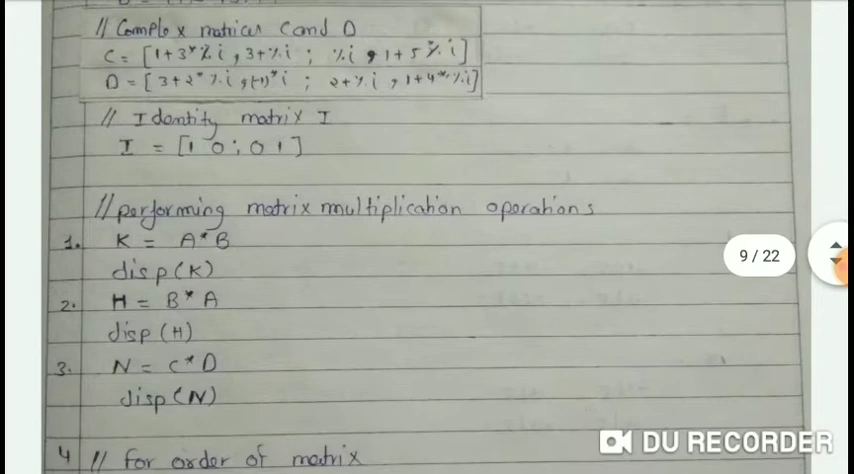 // Complex matrices C and D
C = [1+3*%i , 3+%i ; %i , 1+5*%i]
D = [3+2*%i , (-1)*i ; 2+%i , 1+4*%i]
// Identity matrix I
I = [1 0 ; 0 1]
// performing matrix multiplication operations
1. K = A*B
disp(K)
9 / 22
2. H = B*A
disp(H)
3. N = C*D
disp(N)
4 // for order of matrix
DU RECORDER